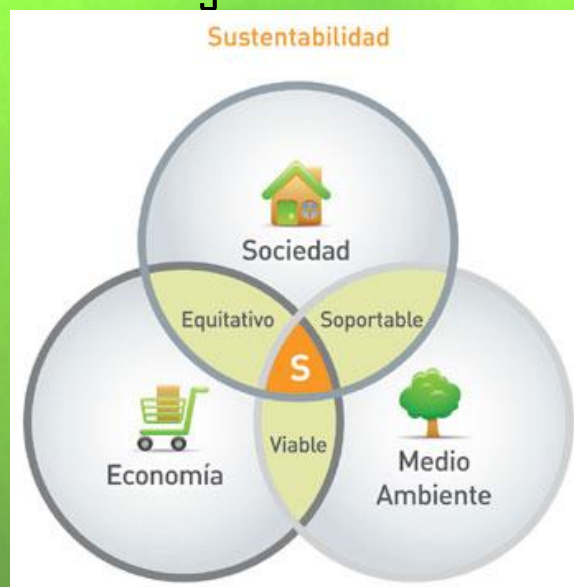 Sustentabilidad
Sociedad
Equitativo
Soportable
S
Viable
Economía
Medio
Ambiente